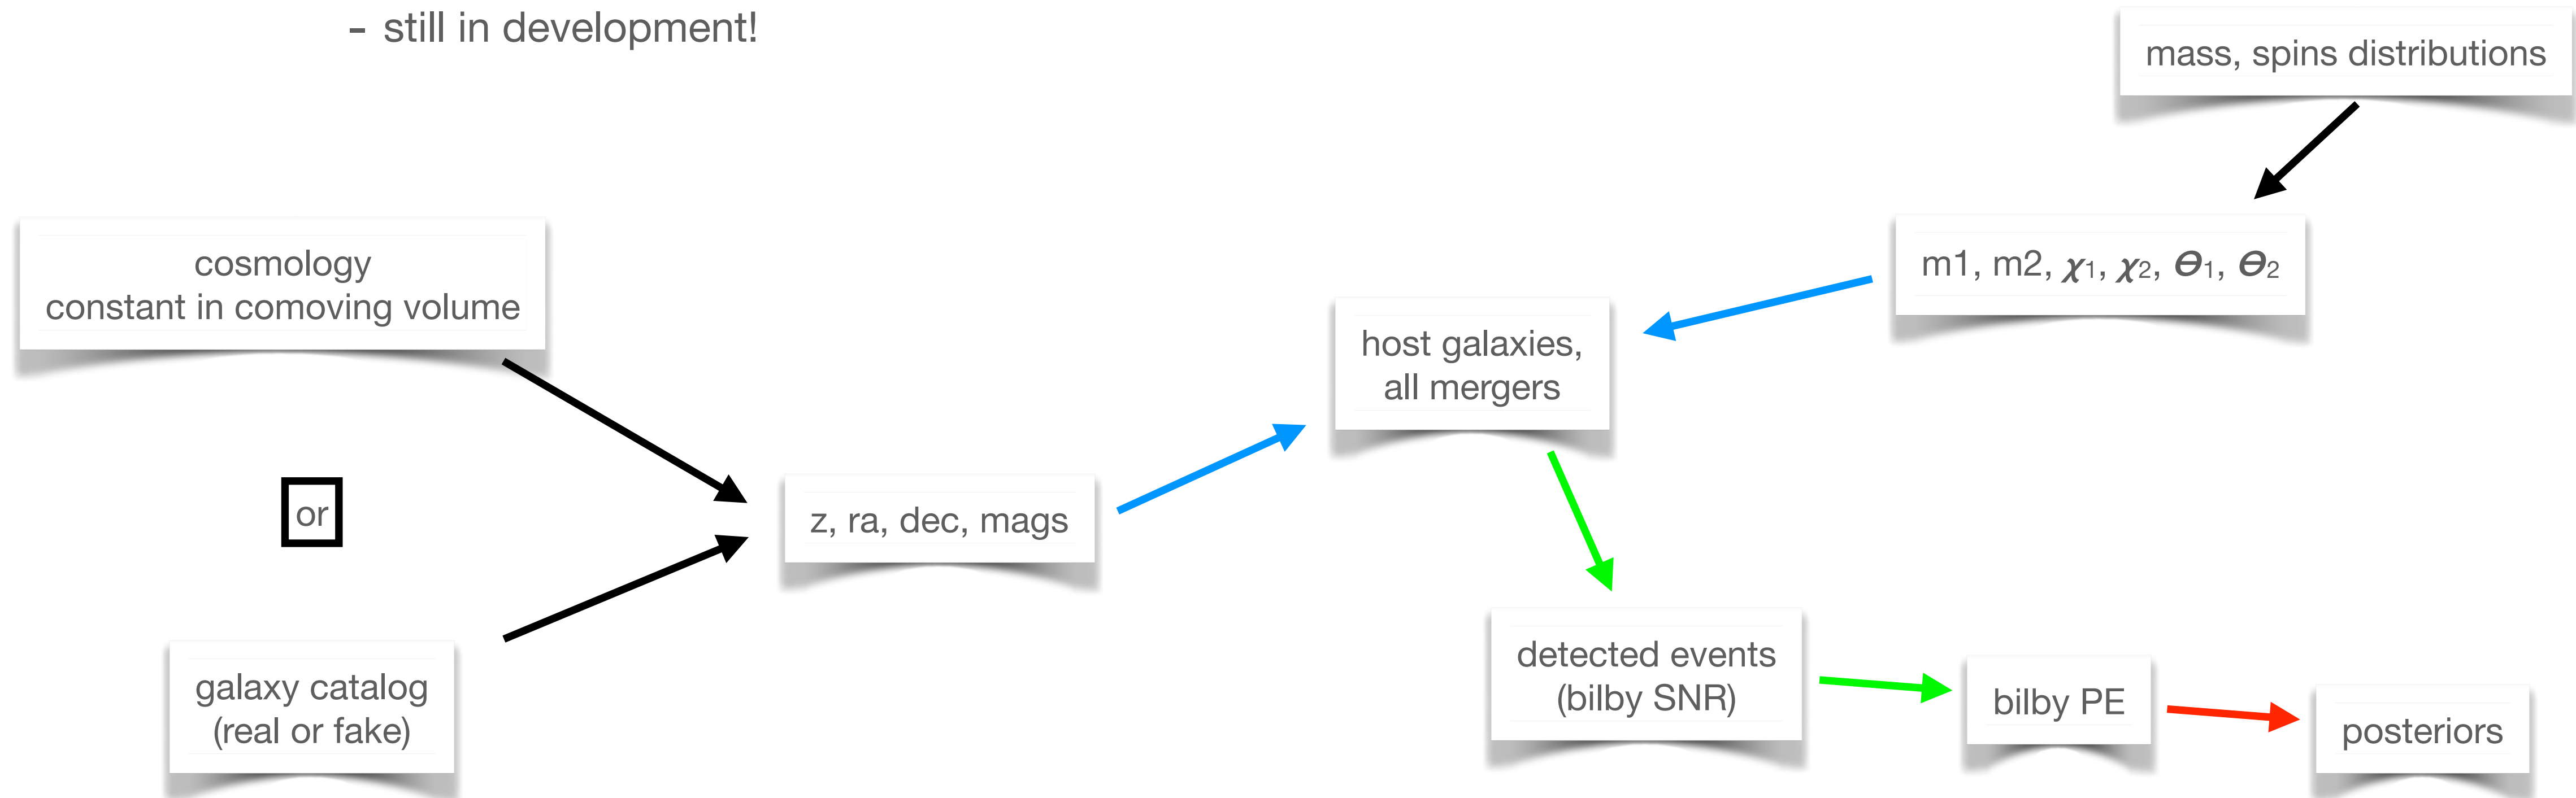 - still in development!
mass, spins distributions
cosmology
constant in comoving volume
m1, m2, 𝝌₁, 𝝌₂, 𝜣₁, 𝜣₂
host galaxies,
all mergers
or
z, ra, dec, mags
galaxy catalog
(real or fake)
detected events
(bilby SNR)
bilby PE
posteriors